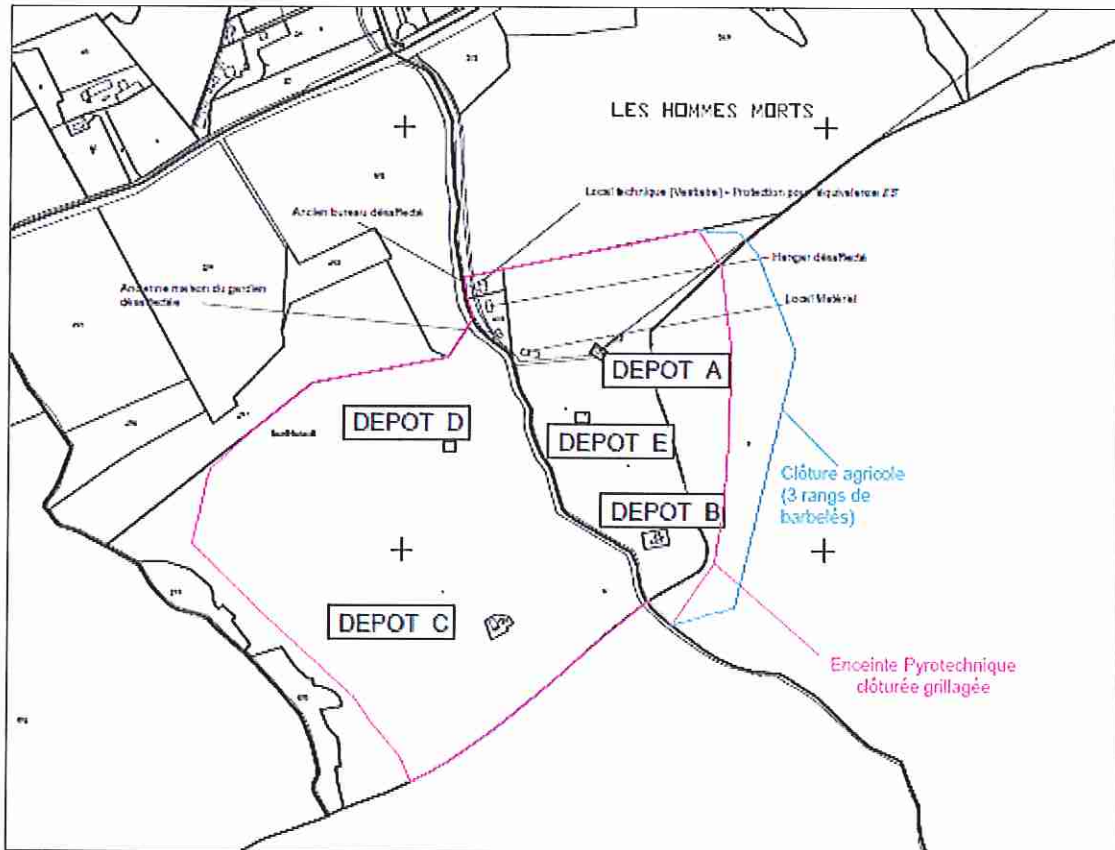 LES HOMMES MORTS
Local technique (Vestiaire) - Protection pour équivalence ES
Ancien bureau désaffecté
Hangar désaffecté
Ancienne maison du gardien
désaffectée
Local Matériel
DEPOT A
DEPOT D
DEPOT E
Clôture agricole
(3 rangs de
barbelés)
DEPOT B
DEPOT C
Enceinte Pyrotechnique
clôturée grillagée